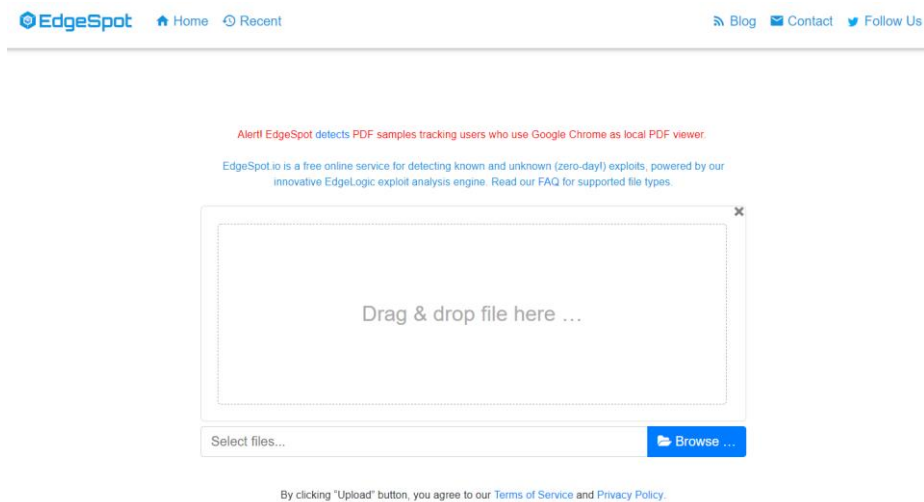 EdgeSpot Home Recent Blog Contact Follow Us
Alert! EdgeSpot detects PDF samples tracking users who use Google Chrome as local PDF viewer.
EdgeSpot.io is a free online service for detecting known and unknown (zero-day!) exploits, powered by our
innovative EdgeLogic exploit analysis engine. Read our FAQ for supported file types.
Drag & drop file here …
Select files...
Browse …
By clicking "Upload" button, you agree to our Terms of Service and Privacy Policy.